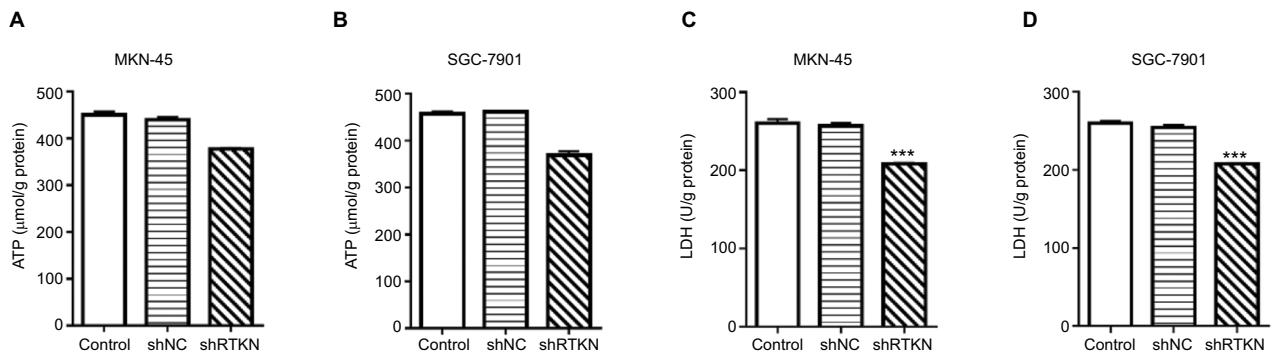 A
MKN-45
ATP (μmol/g protein)
500
400
300
200
100
0
Control shNC shRTKN
B
SGC-7901
ATP (μmol/g protein)
500
400
300
200
100
0
Control shNC shRTKN
C
MKN-45
LDH (U/g protein)
300
200
100
0
***
Control shNC shRTKN
D
SGC-7901
LDH (U/g protein)
300
200
100
0
***
Control shNC shRTKN